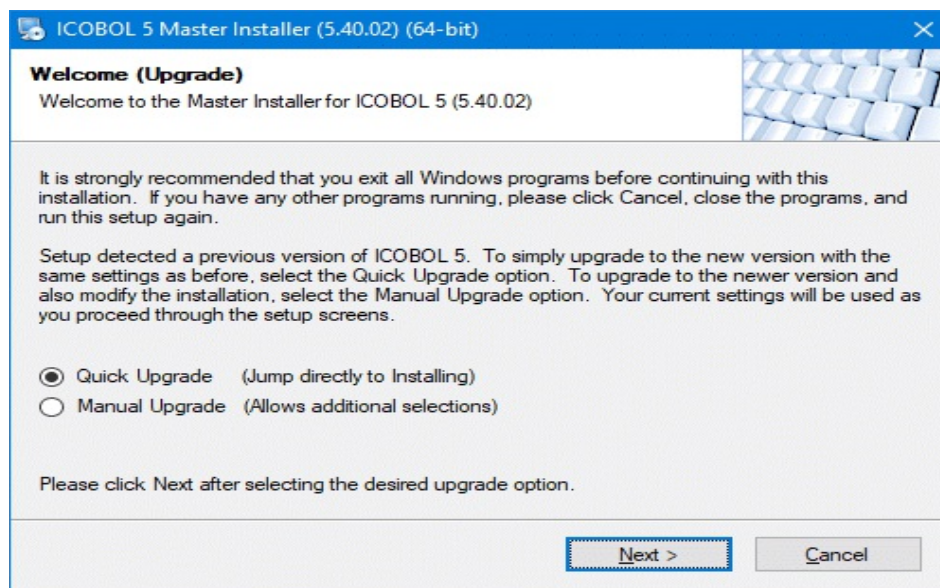 ICOBOL 5 Master Installer (5.40.02) (64-bit)
Welcome (Upgrade)
Welcome to the Master Installer for ICOBOL 5 (5.40.02)
It is strongly recommended that you exit all Windows programs before continuing with this
installation.  If you have any other programs running, please click Cancel, close the programs, and
run this setup again.
Setup detected a previous version of ICOBOL 5.  To simply upgrade to the new version with the
same settings as before, select the Quick Upgrade option.  To upgrade to the newer version and
also modify the installation, select the Manual Upgrade option.  Your current settings will be used as
you proceed through the setup screens.
Quick Upgrade (Jump directly to Installing)
Manual Upgrade (Allows additional selections)
Please click Next after selecting the desired upgrade option.
Next > Cancel